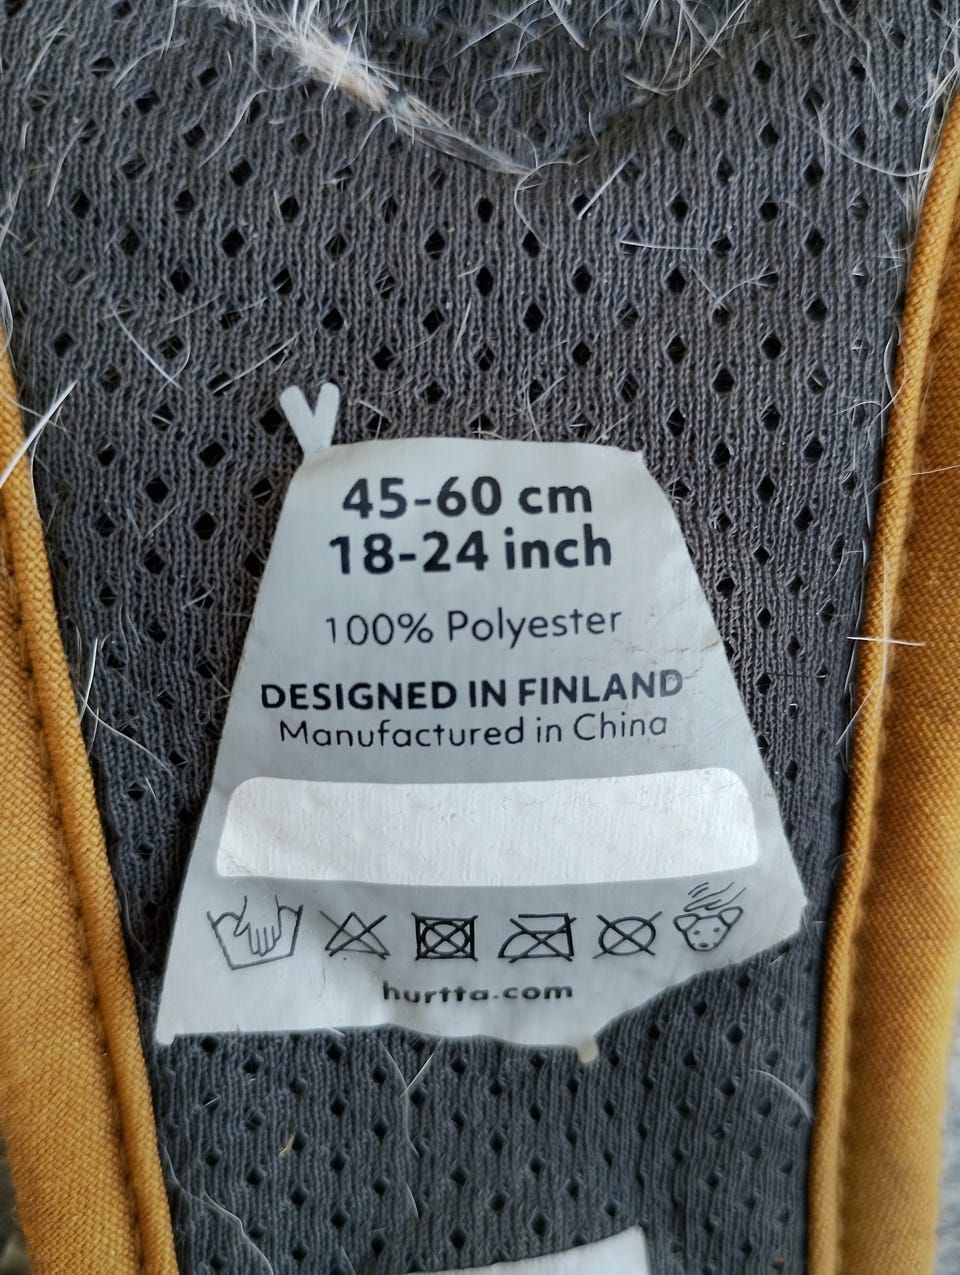 45-60 cm
18-24 inch
100% Polyester
DESIGNED IN FINLAND
Manufactured in China
hurtta.com